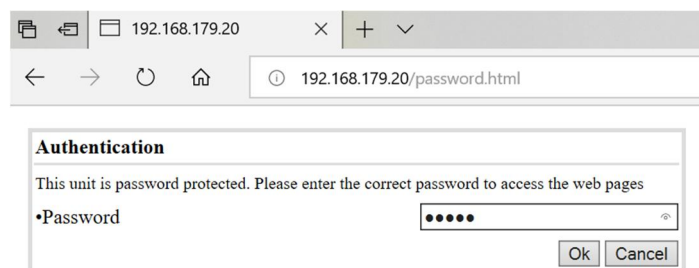 192.168.179.20
192.168.179.20/password.html
Authentication
This unit is password protected. Please enter the correct password to access the web pages
•Password
•••••
Ok Cancel